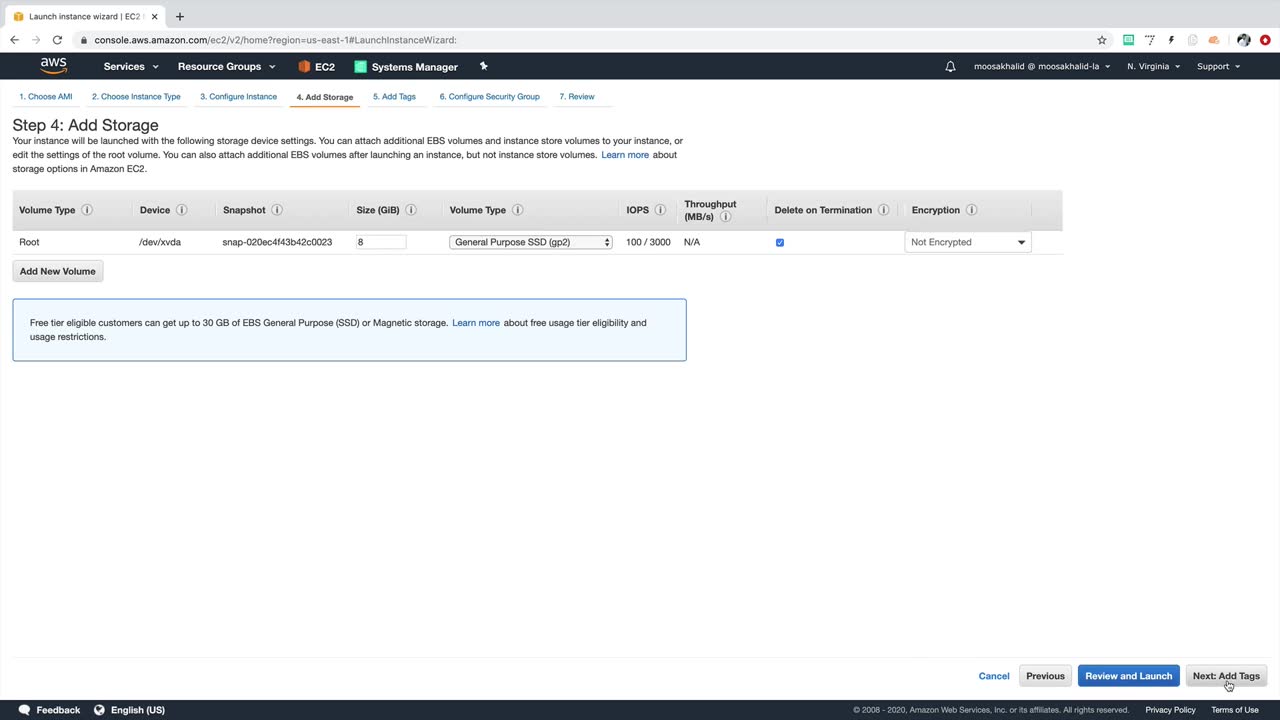 Launch instance wizard | EC2
console.aws.amazon.com/ec2/v2/home?region=us-east-1#LaunchInstanceWizard:
aws Services Resource Groups EC2 Systems Manager moosakhalid @ moosakhalid-la N. Virginia Support
1. Choose AMI 2. Choose Instance Type 3. Configure Instance 4. Add Storage 5. Add Tags 6. Configure Security Group 7. Review
Step 4: Add Storage
Your instance will be launched with the following storage device settings. You can attach additional EBS volumes and instance store volumes to your instance, or
edit the settings of the root volume. You can also attach additional EBS volumes after launching an instance, but not instance store volumes. Learn more about
storage options in Amazon EC2.
Volume Type Device Snapshot Size (GiB) Volume Type IOPS Throughput (MB/s) Delete on Termination Encryption
Root /dev/xvda snap-020ec4f43b42c0023 8 General Purpose SSD (gp2) 100 / 3000 N/A Not Encrypted
Add New Volume
Free tier eligible customers can get up to 30 GB of EBS General Purpose (SSD) or Magnetic storage. Learn more about free usage tier eligibility and
usage restrictions.
Cancel Previous Review and Launch Next: Add Tags
Feedback English (US) © 2008 - 2020, Amazon Web Services, Inc. or its affiliates. All rights reserved. Privacy Policy Terms of Use